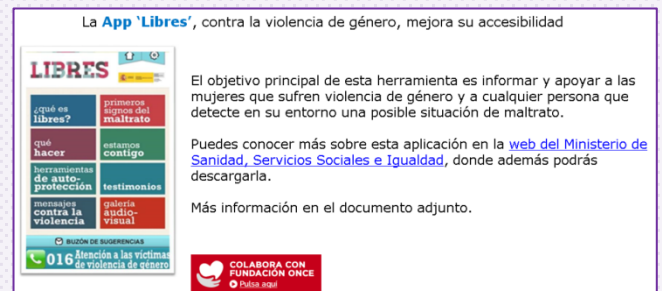 La App ‘Libres’, contra la violencia de género, mejora su accesibilidad
LIBRES
¿qué es
libres?
primeros
signos del
maltrato
qué
hacer
estamos
contigo
herramientas
de auto-
protección
testimonios
mensajes
contra la
violencia
galería
audio-
visual
BUZÓN DE SUGERENCIAS
016 Atención a las víctimas
de violencia de género
El objetivo principal de esta herramienta es informar y apoyar a las
mujeres que sufren violencia de género y a cualquier persona que
detecte en su entorno una posible situación de maltrato.
Puedes conocer más sobre esta aplicación en la web del Ministerio de
Sanidad, Servicios Sociales e Igualdad, donde además podrás
descargarla.
Más información en el documento adjunto.
COLABORA CON
FUNDACIÓN ONCE
Pulsa aquí